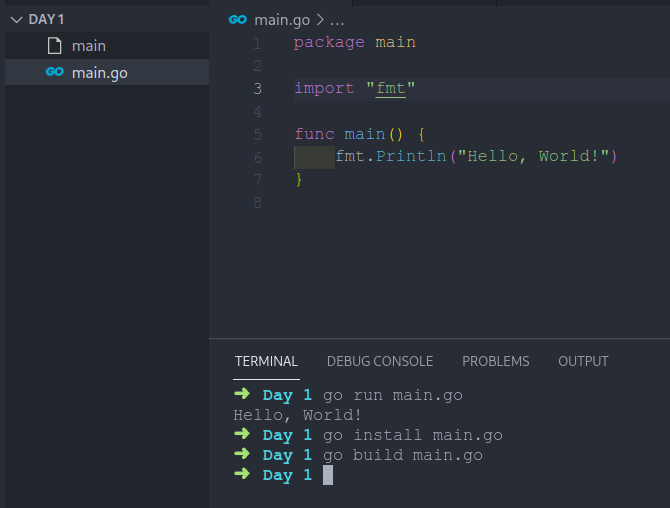 DAY 1
main
GO main.go
GO main.go > ...
1 package main
2
3 import "fmt"
4
5 func main() {
6 fmt.Println("Hello, World!")
7 }
8
TERMINAL DEBUG CONSOLE PROBLEMS OUTPUT
➜ Day 1 go run main.go
Hello, World!
➜ Day 1 go install main.go
➜ Day 1 go build main.go
➜ Day 1